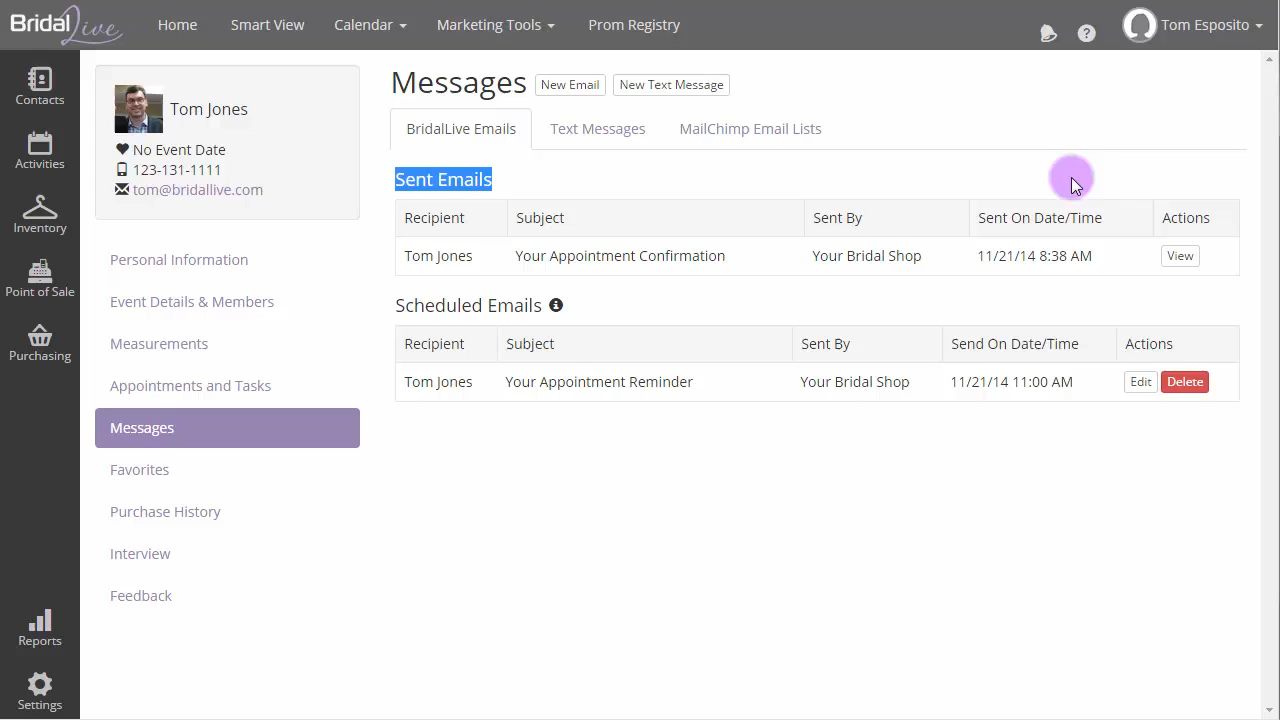 Bridal Live Home Smart View Calendar Marketing Tools Prom Registry Tom Esposito
Contacts
Activities
Inventory
Point of Sale
Purchasing
Reports
Settings
Tom Jones
No Event Date
123-131-1111
tom@bridallive.com
Personal Information
Event Details & Members
Measurements
Appointments and Tasks
Messages
Favorites
Purchase History
Interview
Feedback
Messages New Email New Text Message
BridalLive Emails Text Messages MailChimp Email Lists
Sent Emails
Recipient Subject Sent By Sent On Date/Time Actions
Tom Jones Your Appointment Confirmation Your Bridal Shop 11/21/14 8:38 AM View
Scheduled Emails
Recipient Subject Sent By Send On Date/Time Actions
Tom Jones Your Appointment Reminder Your Bridal Shop 11/21/14 11:00 AM Edit Delete